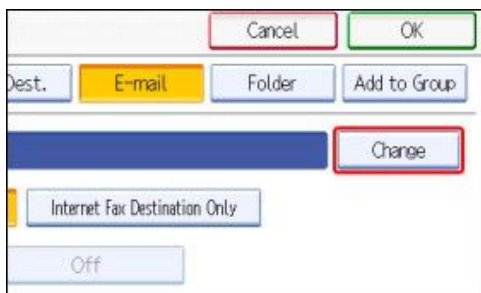 Cancel OK
Dest. E-mail Folder Add to Group
Change
Internet Fax Destination Only
Off